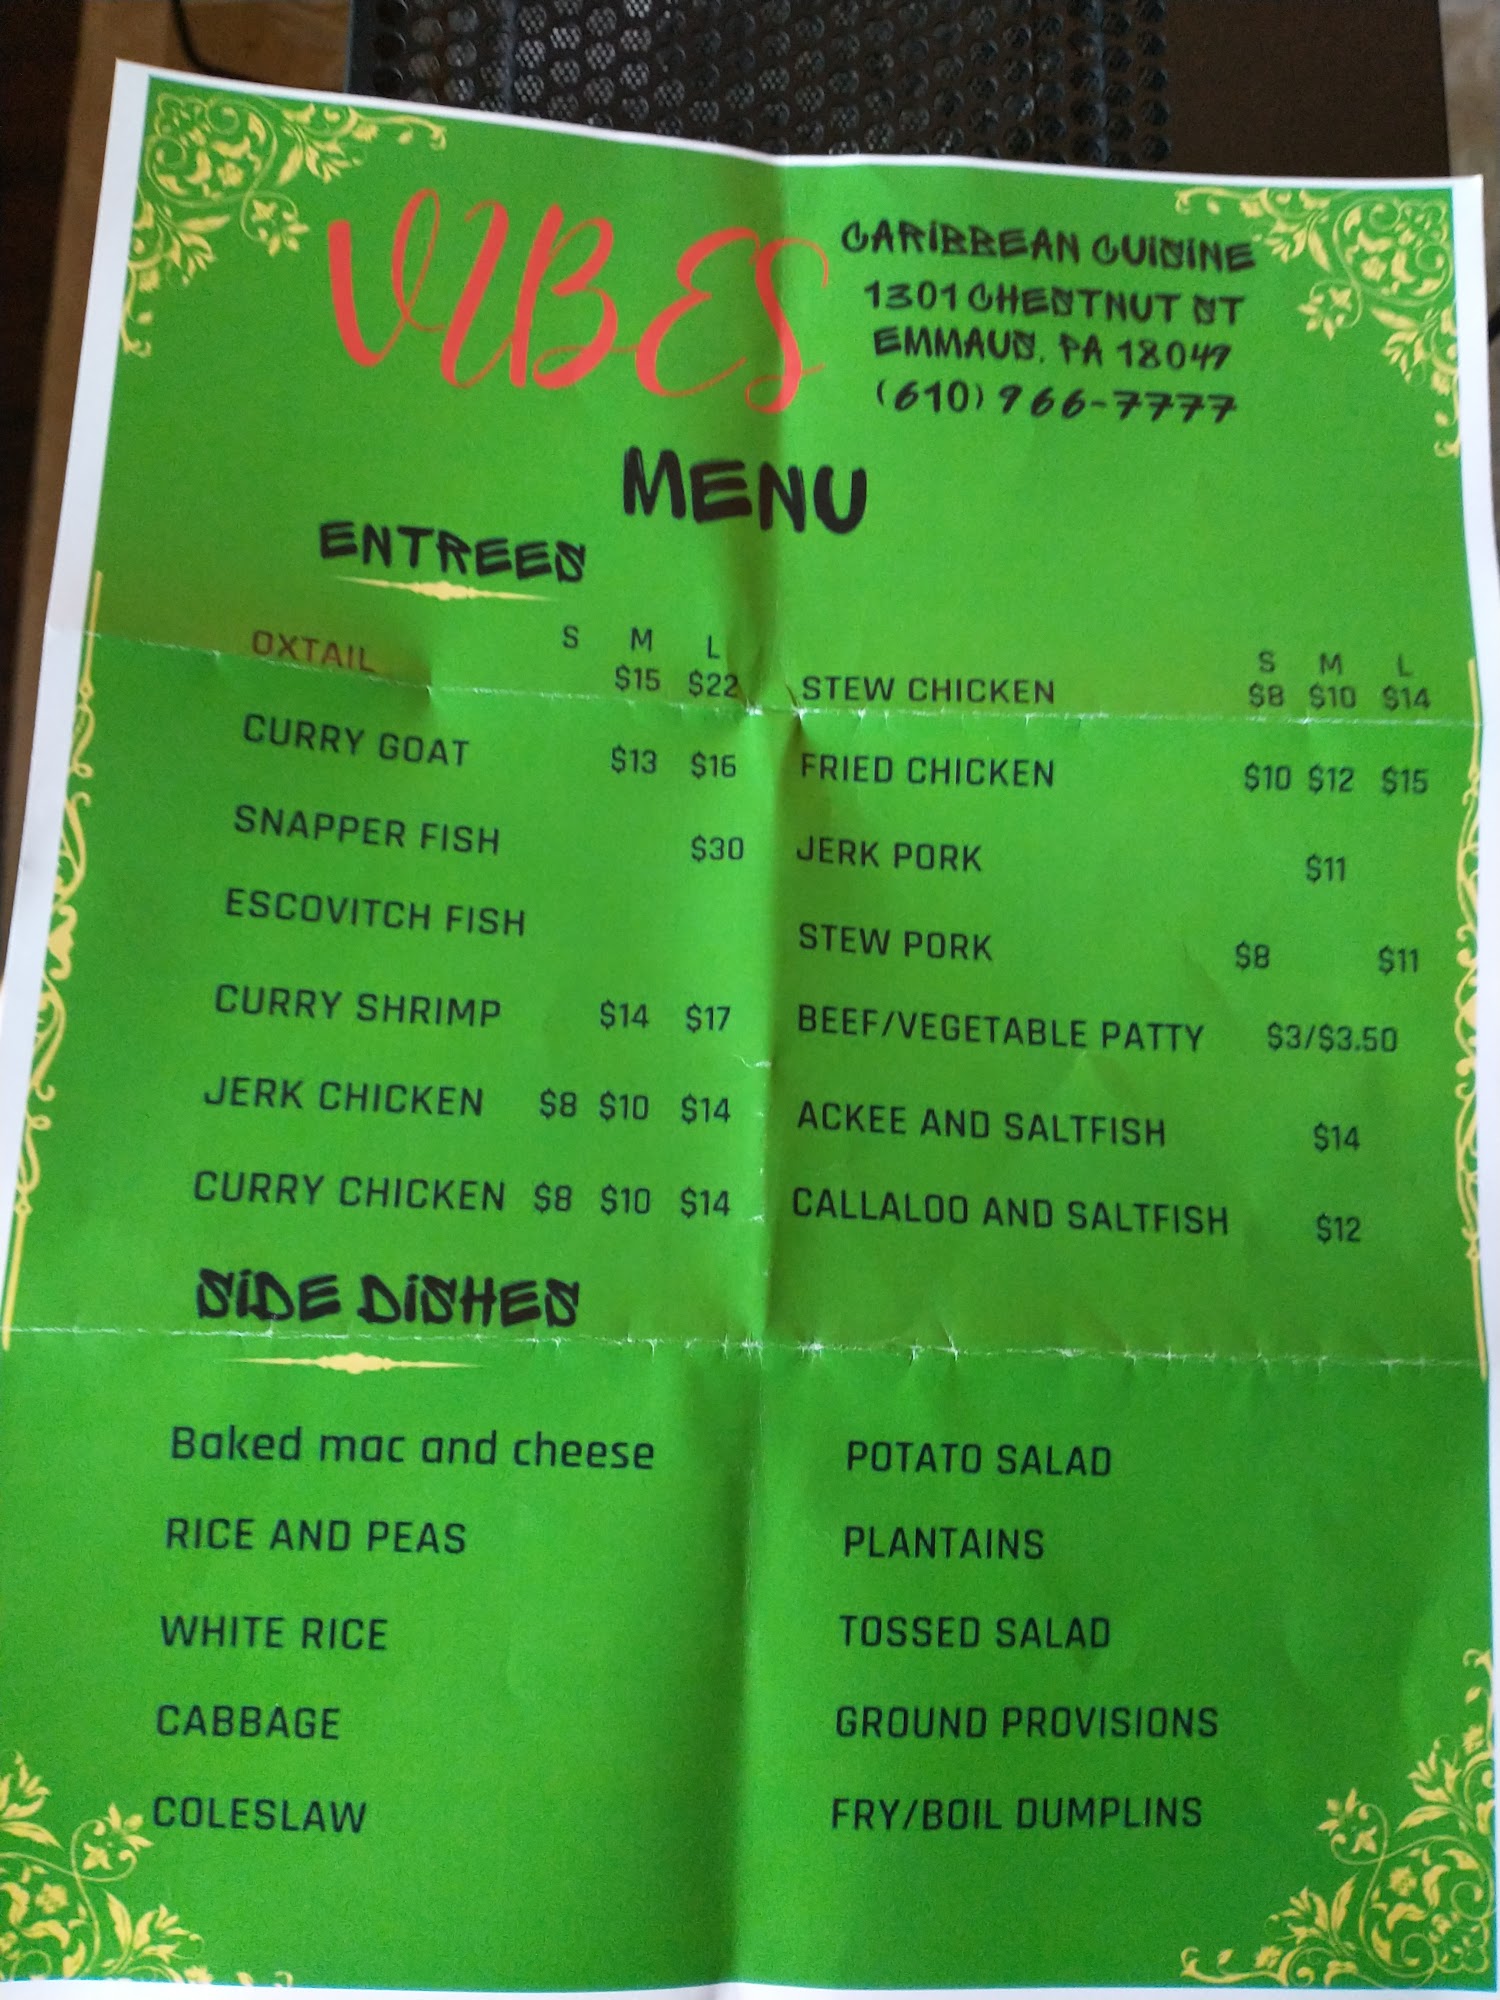 VIBES
CARIBBEAN CUISINE
1301 CHESTNUT ST
EMMAUS. PA 18049
(610) 966-7777
MENU
ENTREES
S M L
OXTAIL $15 $22
CURRY GOAT $13 $16
SNAPPER FISH $30
ESCOVITCH FISH
CURRY SHRIMP $14 $17
JERK CHICKEN $8 $10 $14
CURRY CHICKEN $8 $10 $14
S M L
STEW CHICKEN $8 $10 $14
FRIED CHICKEN $10 $12 $15
JERK PORK $11
STEW PORK $8 $11
BEEF/VEGETABLE PATTY $3/$3.50
ACKEE AND SALTFISH $14
CALLALOO AND SALTFISH $12
SIDE DISHES
Baked mac and cheese
RICE AND PEAS
WHITE RICE
CABBAGE
COLESLAW
POTATO SALAD
PLANTAINS
TOSSED SALAD
GROUND PROVISIONS
FRY/BOIL DUMPLINS